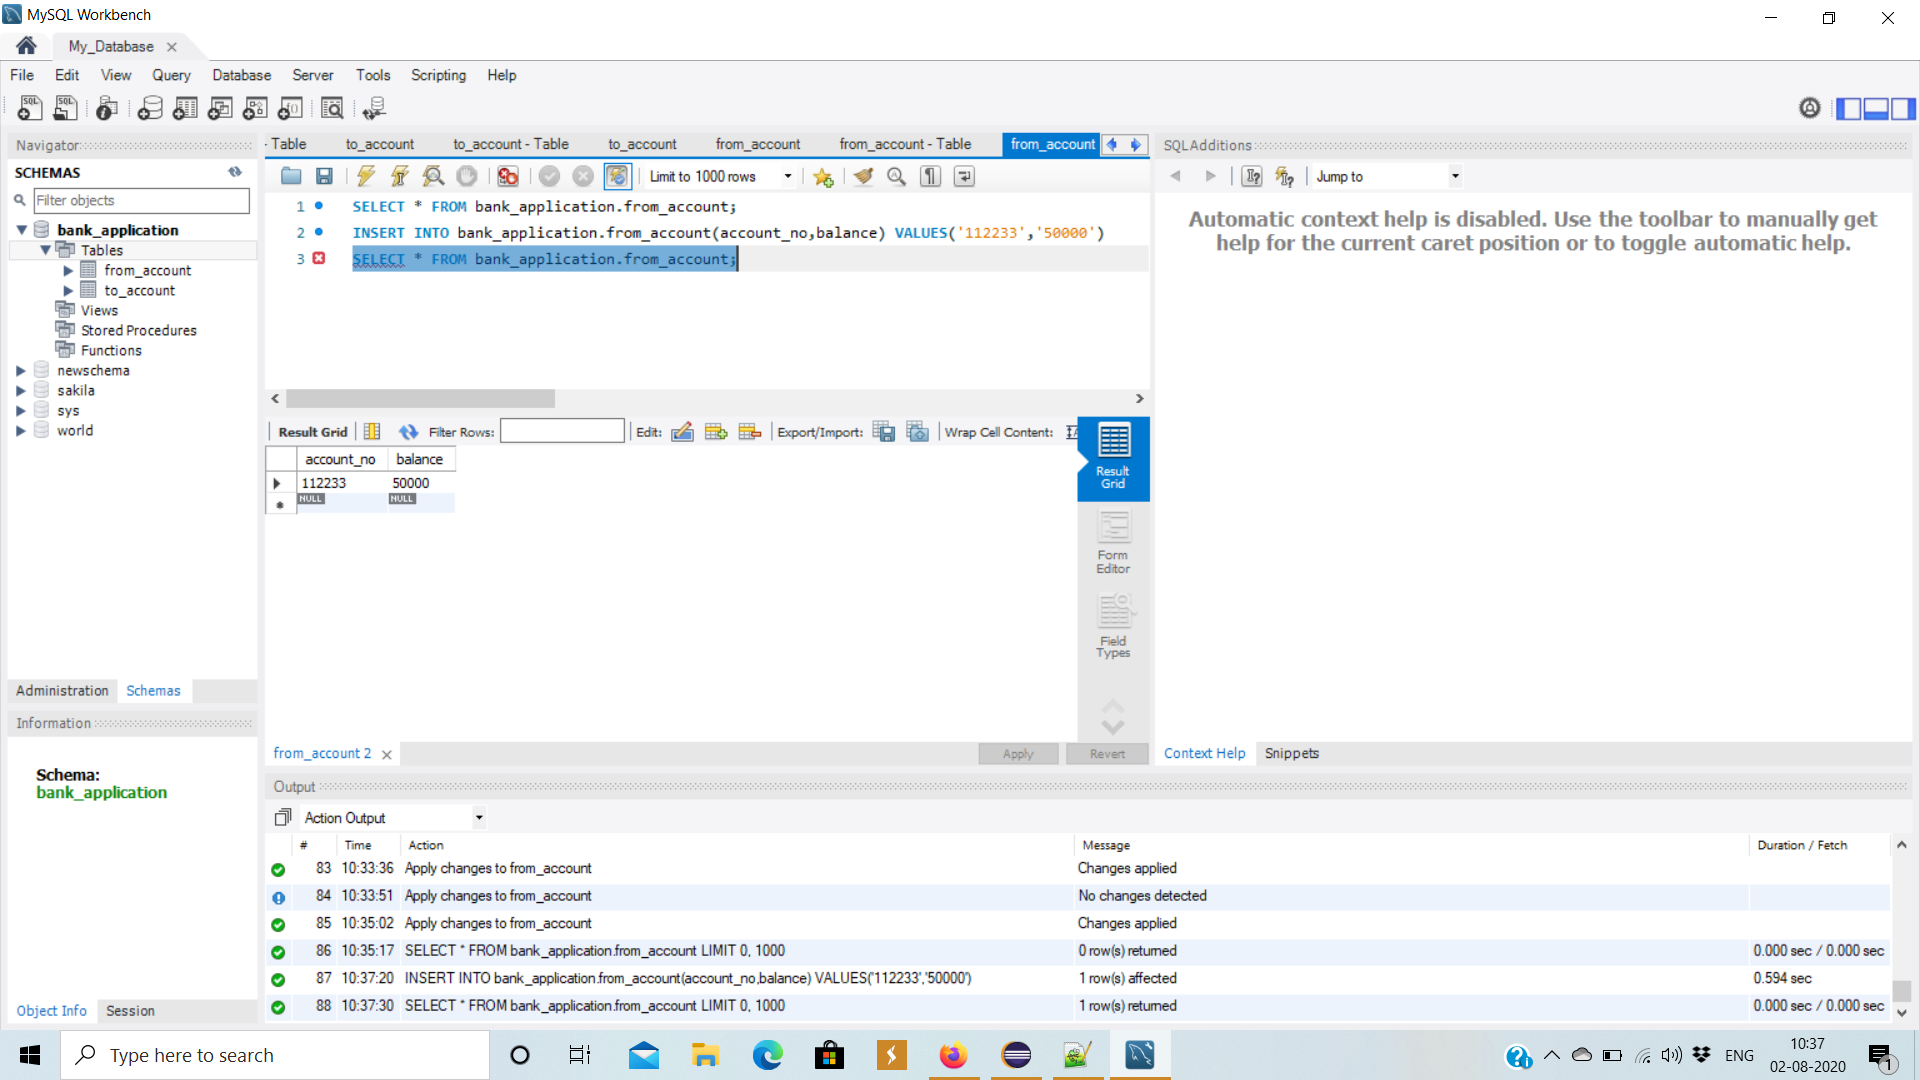 MySQL Workbench
My_Database
File Edit View Query Database Server Tools Scripting Help
Navigator
SCHEMAS
Filter objects
bank_application
Tables
from_account
to_account
Views
Stored Procedures
Functions
newschema
sakila
sys
world
Administration Schemas
Information
Schema:
bank_application
Object Info Session
- Table to_account to_account - Table to_account from_account from_account - Table from_account
Limit to 1000 rows
1 SELECT * FROM bank_application.from_account;
2 INSERT INTO bank_application.from_account(account_no,balance) VALUES('112233','50000')
3 SELECT * FROM bank_application.from_account;
Result Grid Filter Rows: Edit: Export/Import: Wrap Cell Content:
account_no balance
112233 50000
NULL NULL
Result
Grid
Form
Editor
Field
Types
from_account 2 Apply Revert
SQLAdditions
Jump to
Automatic context help is disabled. Use the toolbar to manually get
help for the current caret position or to toggle automatic help.
Context Help Snippets
Output
Action Output
# Time Action Message Duration / Fetch
83 10:33:36 Apply changes to from_account Changes applied
84 10:33:51 Apply changes to from_account No changes detected
85 10:35:02 Apply changes to from_account Changes applied
86 10:35:17 SELECT * FROM bank_application.from_account LIMIT 0, 1000 0 row(s) returned 0.000 sec / 0.000 sec
87 10:37:20 INSERT INTO bank_application.from_account(account_no,balance) VALUES('112233','50000') 1 row(s) affected 0.594 sec
88 10:37:30 SELECT * FROM bank_application.from_account LIMIT 0, 1000 1 row(s) returned 0.000 sec / 0.000 sec
Type here to search
ENG
10:37
02-08-2020
1